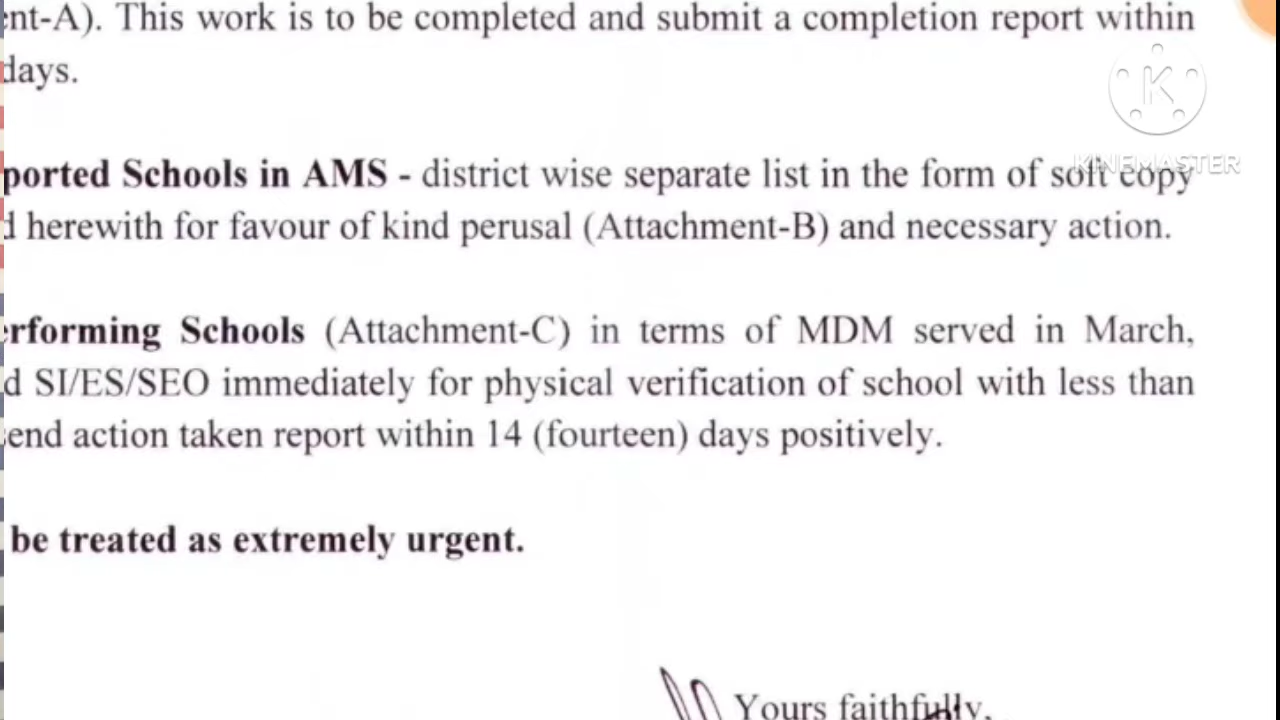 nt-A). This work is to be completed and submit a completion report within
days.
ported Schools in AMS - district wise separate list in the form of soft copy
d herewith for favour of kind perusal (Attachment-B) and necessary action.
erforming Schools (Attachment-C) in terms of MDM served in March,
d SI/ES/SEO immediately for physical verification of school with less than
end action taken report within 14 (fourteen) days positively.
be treated as extremely urgent.
Yours faithfully,
K
KINEMASTER